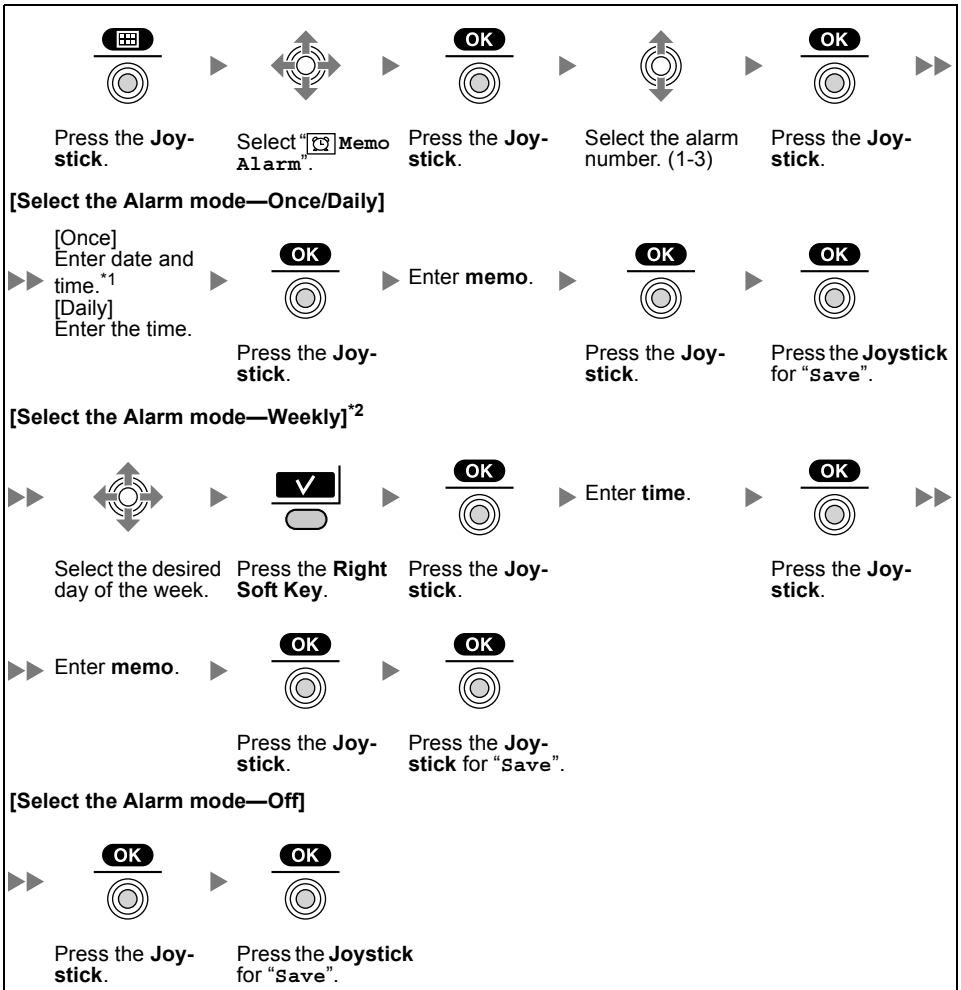 OK OK
Press the Joy-
stick.
Select “Memo
Alarm”.
Press the Joy-
stick.
Select the alarm
number. (1-3)
Press the Joy-
stick.
[Select the Alarm mode—Once/Daily]
[Once]
Enter date and
time.*1
[Daily]
Enter the time.
OK
Press the Joy-
stick.
Enter memo.
OK
Press the Joy-
stick.
OK
Press the Joystick
for “Save”.
[Select the Alarm mode—Weekly]*2
Select the desired
day of the week.
Press the Right
Soft Key.
OK
Press the Joy-
stick.
Enter time.
OK
Press the Joy-
stick.
Enter memo.
OK
Press the Joy-
stick.
OK
Press the Joy-
stick for “Save”.
[Select the Alarm mode—Off]
OK
Press the Joy-
stick.
OK
Press the Joystick
for “Save”.